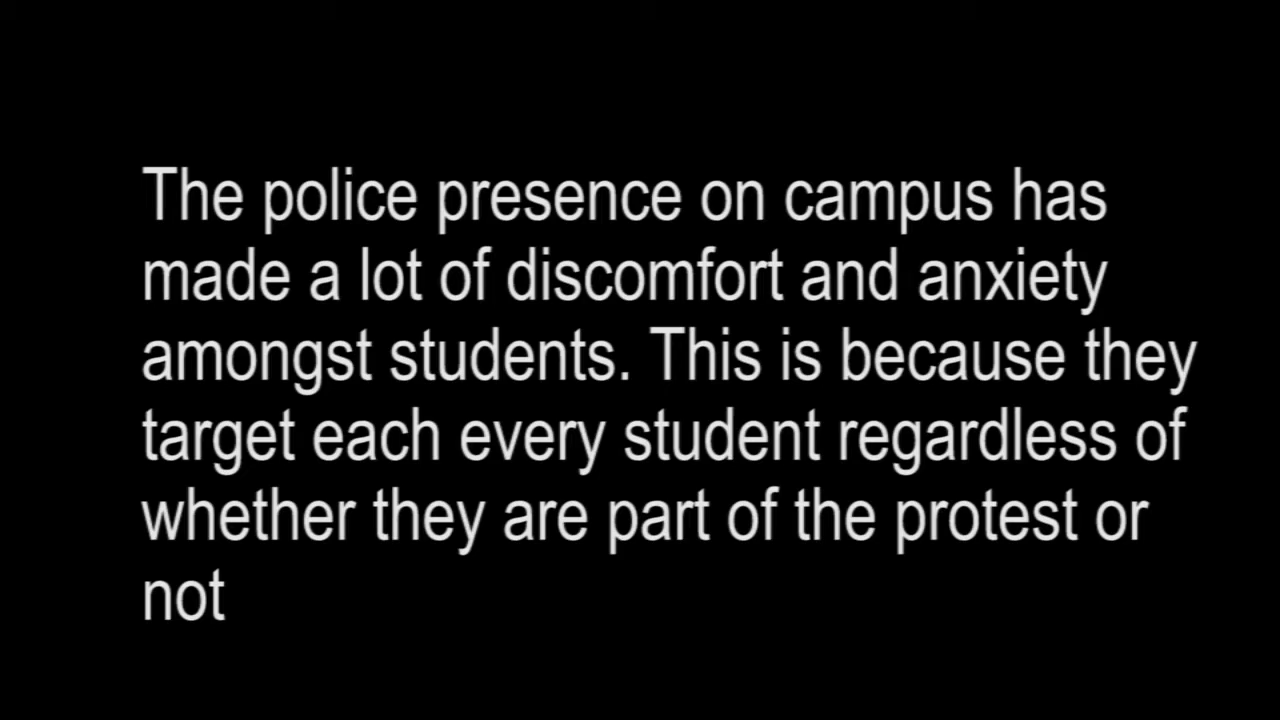 The police presence on campus has
made a lot of discomfort and anxiety
amongst students. This is because they
target each every student regardless of
whether they are part of the protest or
not